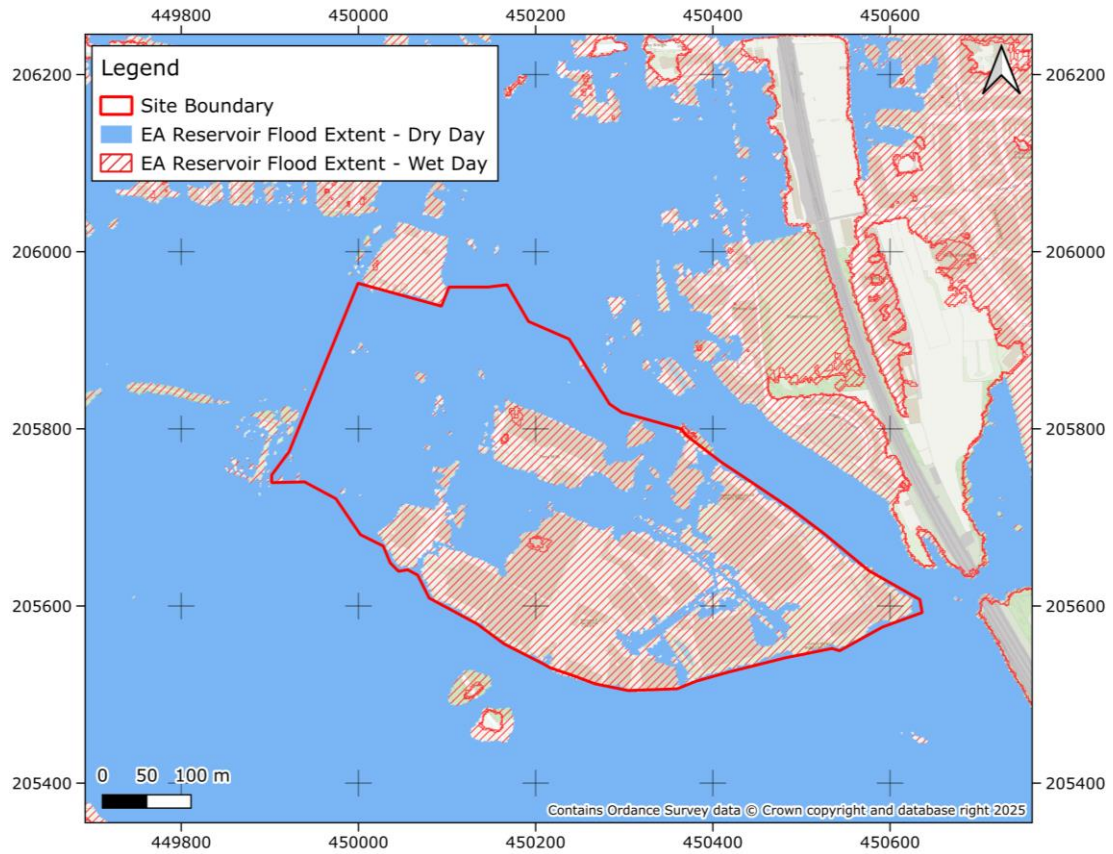 449800 450000 450200 450400 450600
Legend
Site Boundary
EA Reservoir Flood Extent - Dry Day
EA Reservoir Flood Extent - Wet Day
206200 206200
206000 206000
205800 205800
205600 205600
205400 205400
0 50 100 m
Contains Ordance Survey data © Crown copyright and database right 2025
449800 450000 450200 450400 450600